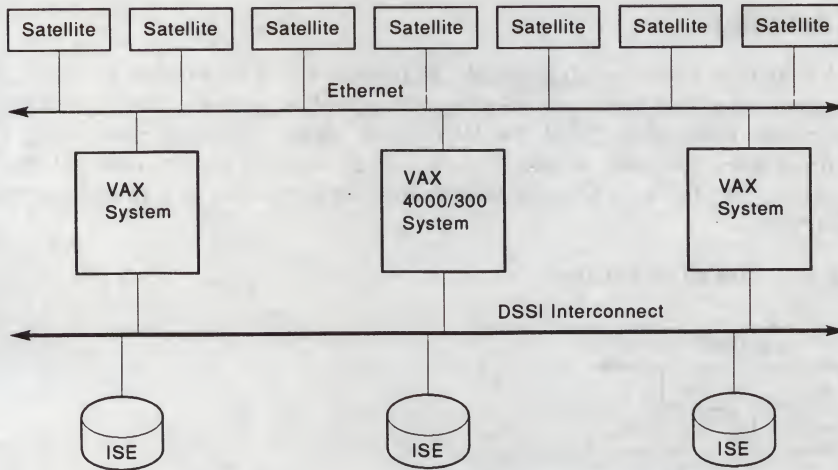 Satellite Satellite Satellite Satellite Satellite Satellite Satellite
Ethernet
VAX
System
VAX
4000/300
System
VAX
System
DSSI Interconnect
ISE ISE ISE